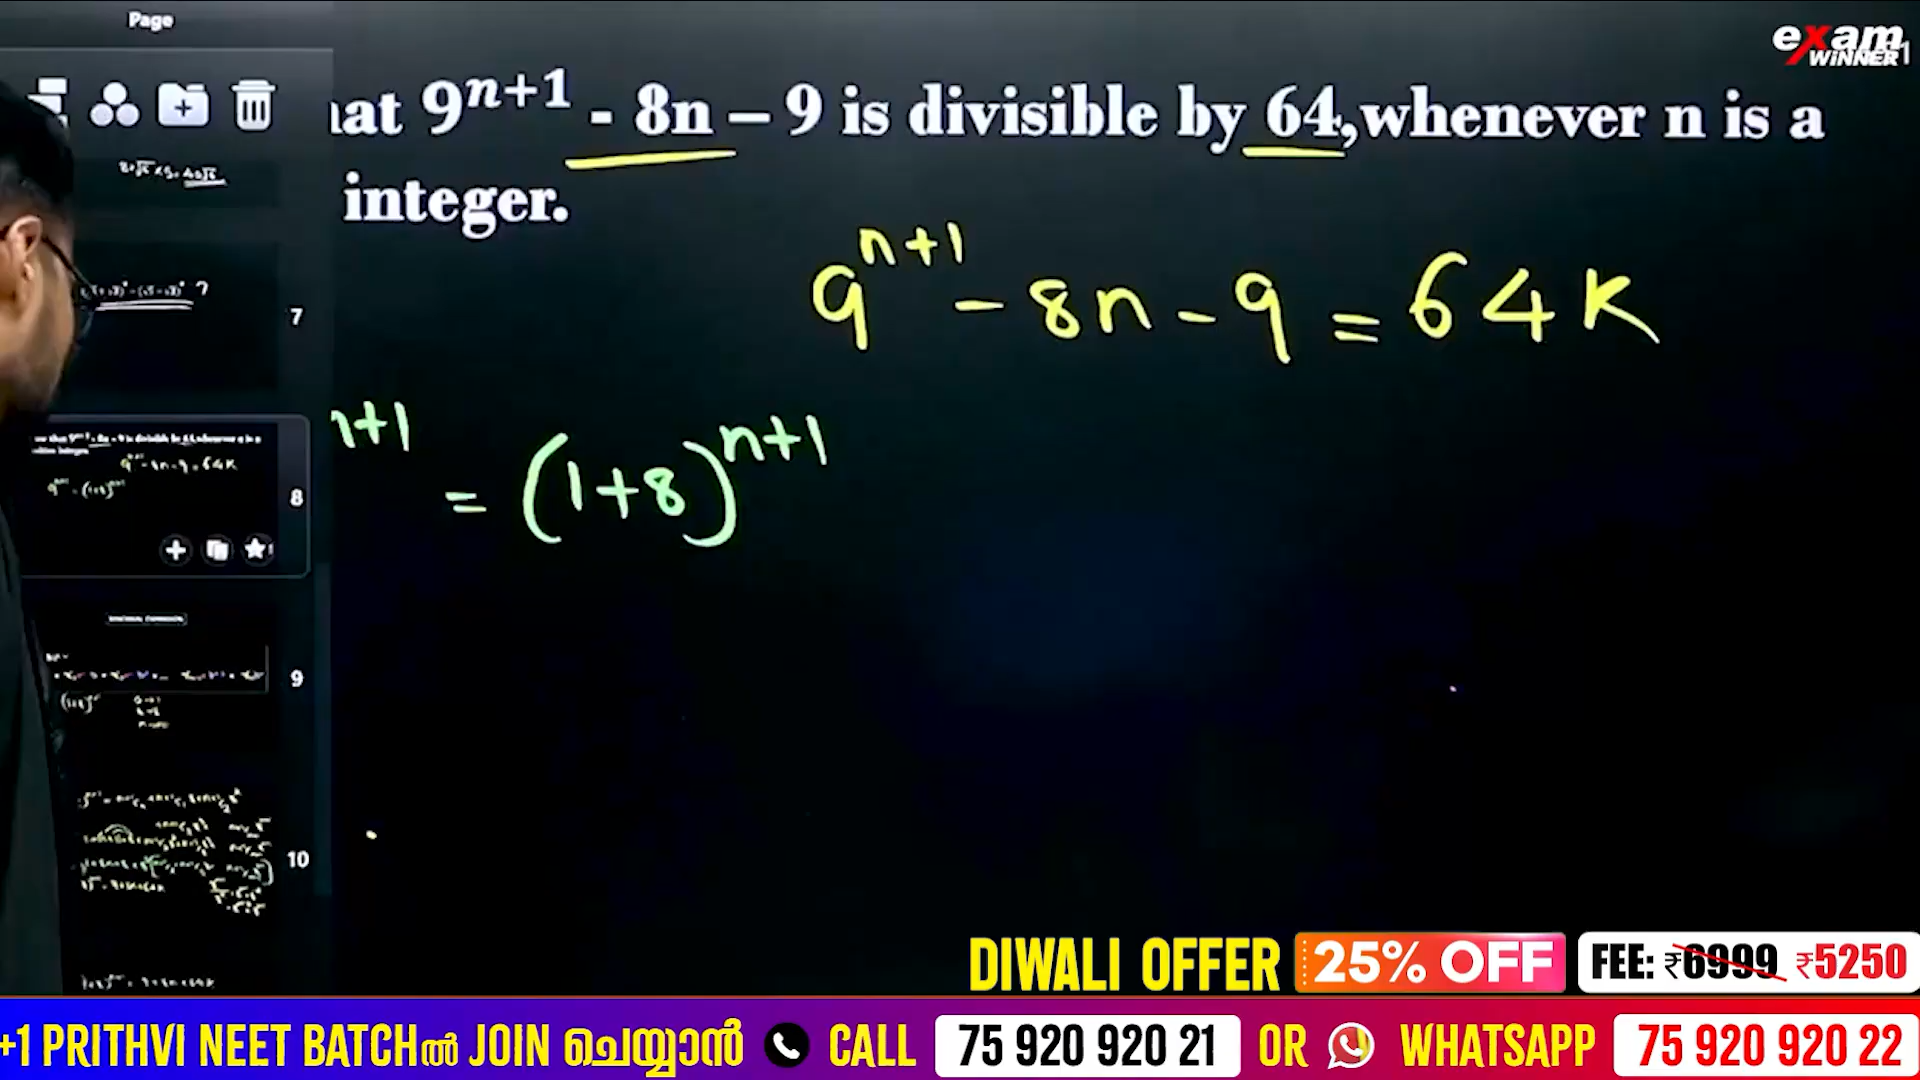 Page
exam
WINNER
9ⁿ⁺¹ - 8n – 9 is divisible by 64,whenever n is a
integer.
9ⁿ⁺¹ - 8n - 9 = 64K
7
n+1 = (1+8)ⁿ⁺¹
8
9
10
DIWALI OFFER 25% OFF FEE: ₹6999 ₹5250
+1 PRITHVI NEET BATCHൽ JOIN ചെയ്യാൻ CALL 75 920 920 21 OR WHATSAPP 75 920 920 22